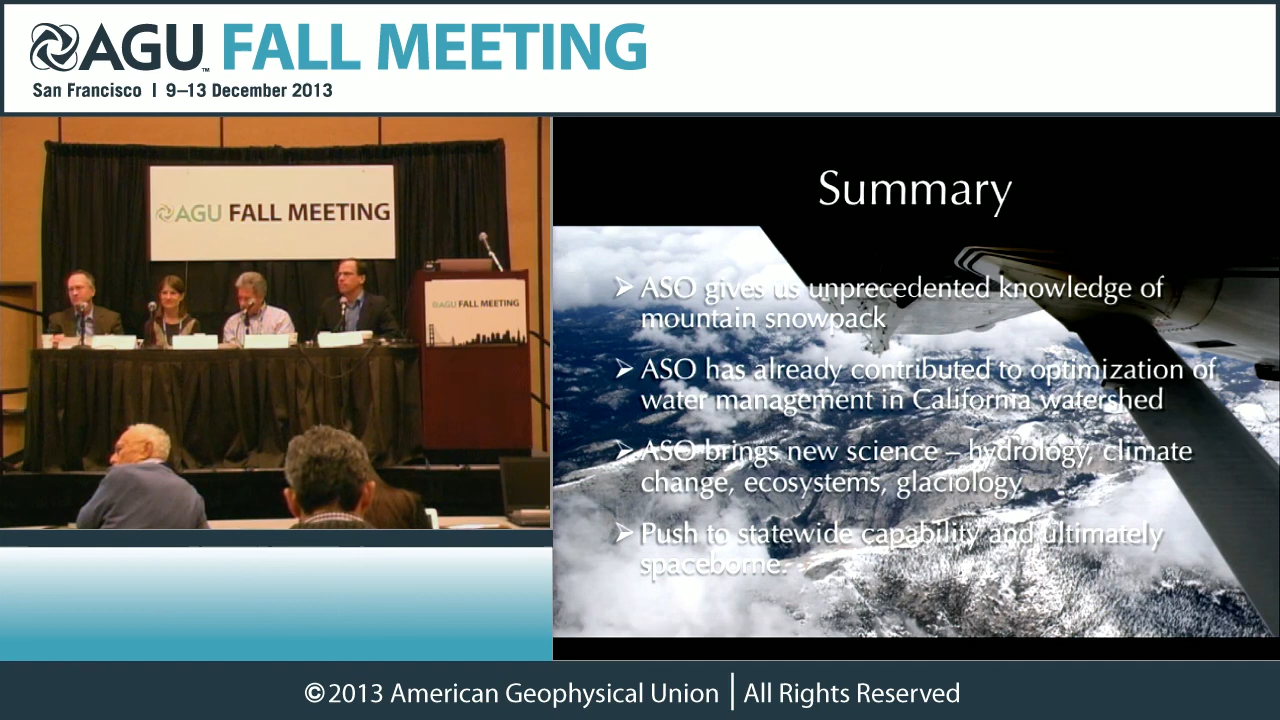 AGU FALL MEETING
San Francisco | 9–13 December 2013
AGU FALL MEETING
AGU FALL MEETING
Summary
➢ ASO gives us unprecedented knowledge of
mountain snowpack
➢ ASO has already contributed to optimization of
water management in California watershed
➢ ASO brings new science – hydrology, climate
change, ecosystems, glaciology
➢ Push to statewide capability and ultimately
spaceborne.
©2013 American Geophysical Union | All Rights Reserved